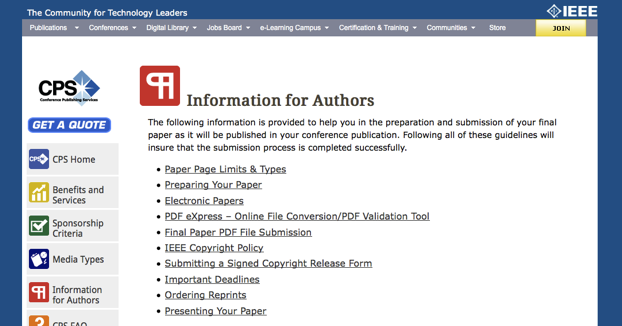 The Community for Technology Leaders
IEEE
Publications Conferences Digital Library Jobs Board e-Learning Campus Certification & Training Communities Store JOIN
CPS
Conference Publishing Services
GET A QUOTE
CPS CPS Home
Benefits and
Services
Sponsorship
Criteria
Media Types
Information
for Authors
CPS FAQ
Information for Authors
The following information is provided to help you in the preparation and submission of your final
paper as it will be published in your conference publication. Following all of these guidelines will
insure that the submission process is completed successfully.
• Paper Page Limits & Types
• Preparing Your Paper
• Electronic Papers
• PDF eXpress – Online File Conversion/PDF Validation Tool
• Final Paper PDF File Submission
• IEEE Copyright Policy
• Submitting a Signed Copyright Release Form
• Important Deadlines
• Ordering Reprints
• Presenting Your Paper